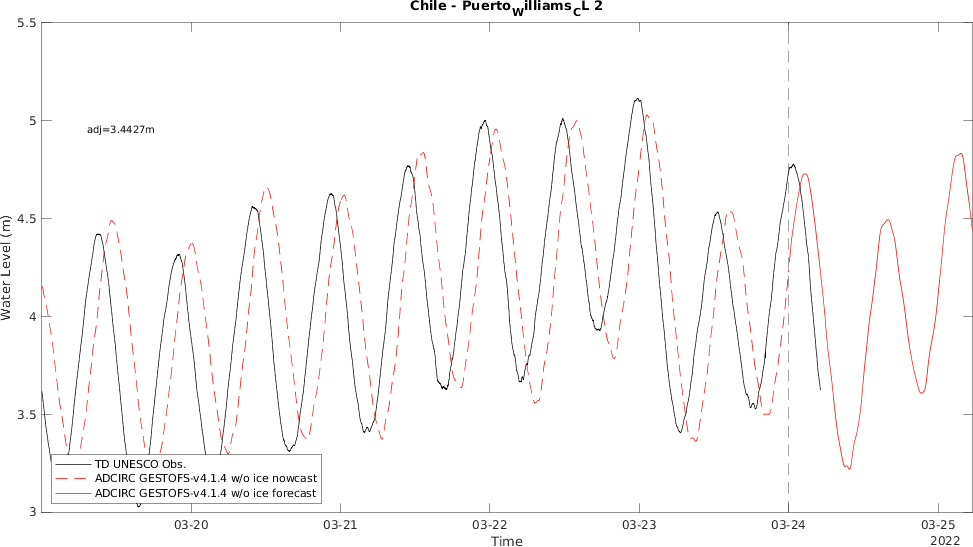 Chile - Puerto_Williams_CL 2
5.5
5
adj=3.4427m
4.5
Water Level (m)
4
3.5
TD UNESCO Obs.
ADCIRC GESTOFS-v4.1.4 w/o ice nowcast
ADCIRC GESTOFS-v4.1.4 w/o ice forecast
3
03-20 03-21 03-22 03-23 03-24 03-25
Time 2022